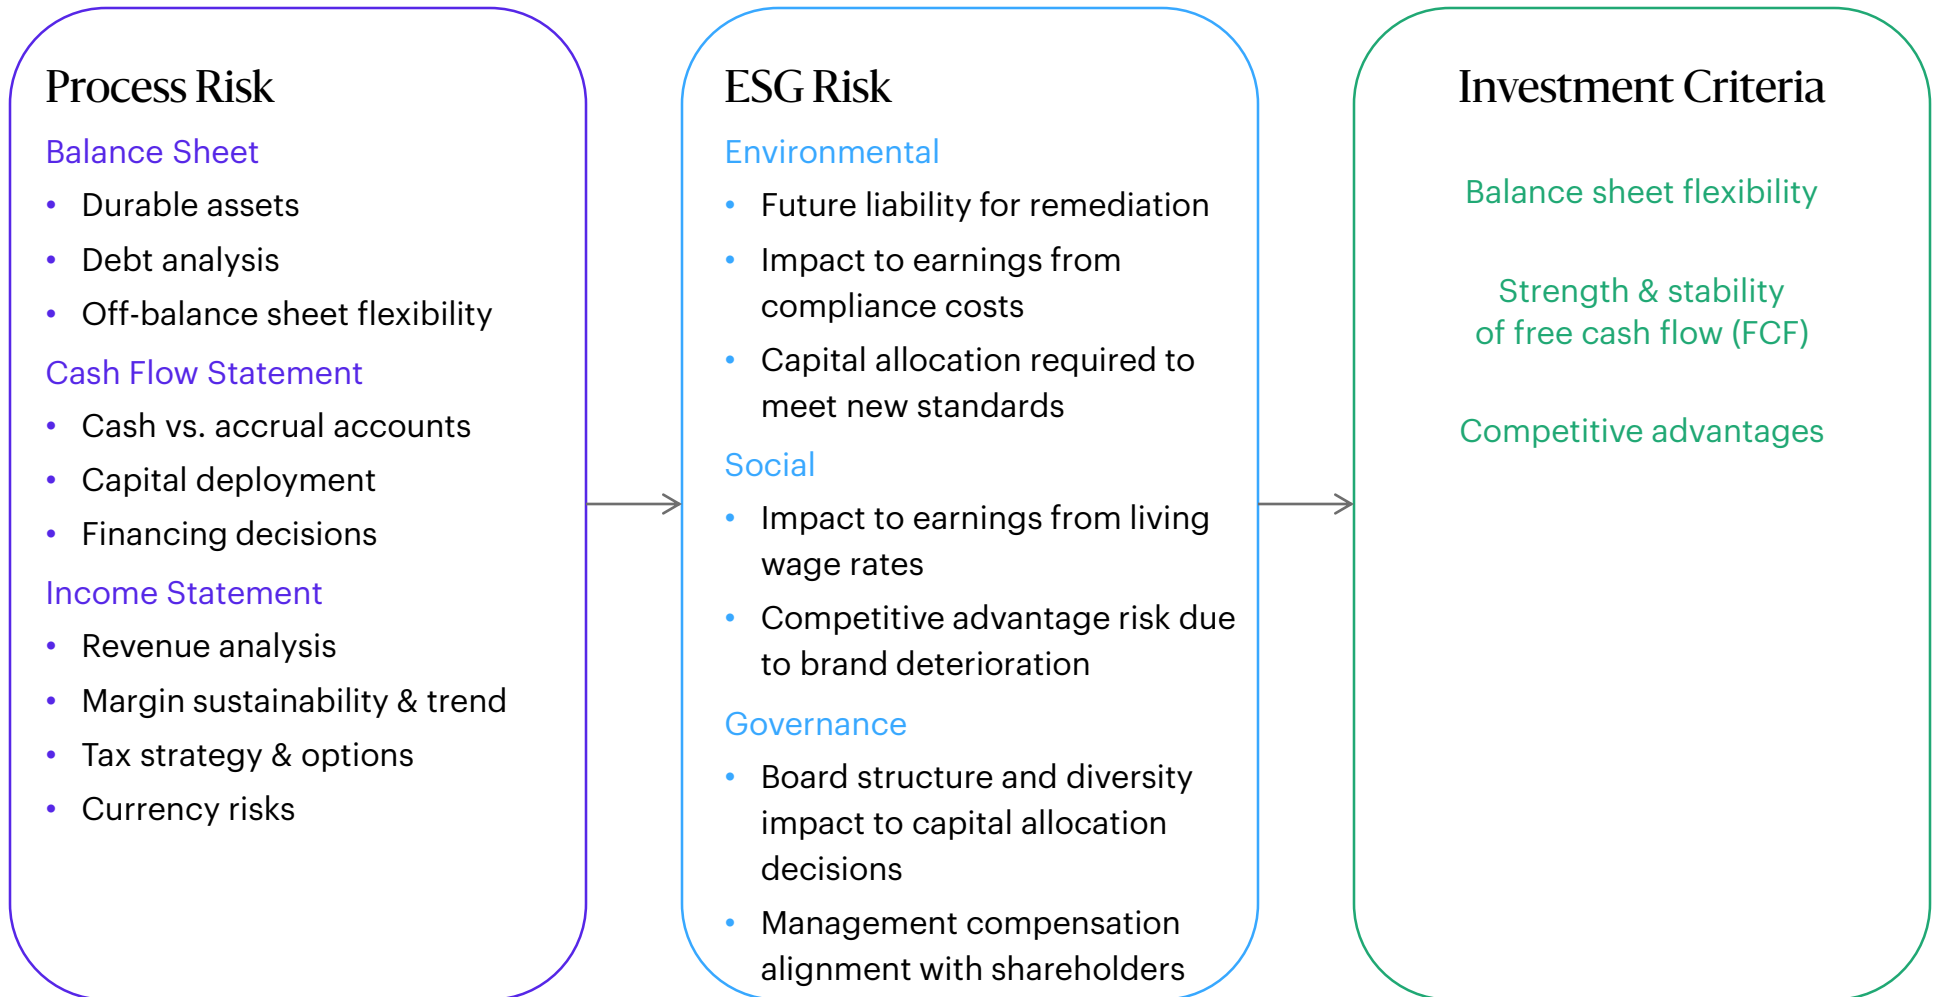 Process Risk
Balance Sheet
• Durable assets
• Debt analysis
• Off-balance sheet flexibility
Cash Flow Statement
• Cash vs. accrual accounts
• Capital deployment
• Financing decisions
Income Statement
• Revenue analysis
• Margin sustainability & trend
• Tax strategy & options
• Currency risks
ESG Risk
Environmental
• Future liability for remediation
• Impact to earnings from
compliance costs
• Capital allocation required to
meet new standards
Social
• Impact to earnings from living
wage rates
• Competitive advantage risk due
to brand deterioration
Governance
• Board structure and diversity
impact to capital allocation
decisions
• Management compensation
alignment with shareholders
Investment Criteria
Balance sheet flexibility
Strength & stability
of free cash flow (FCF)
Competitive advantages